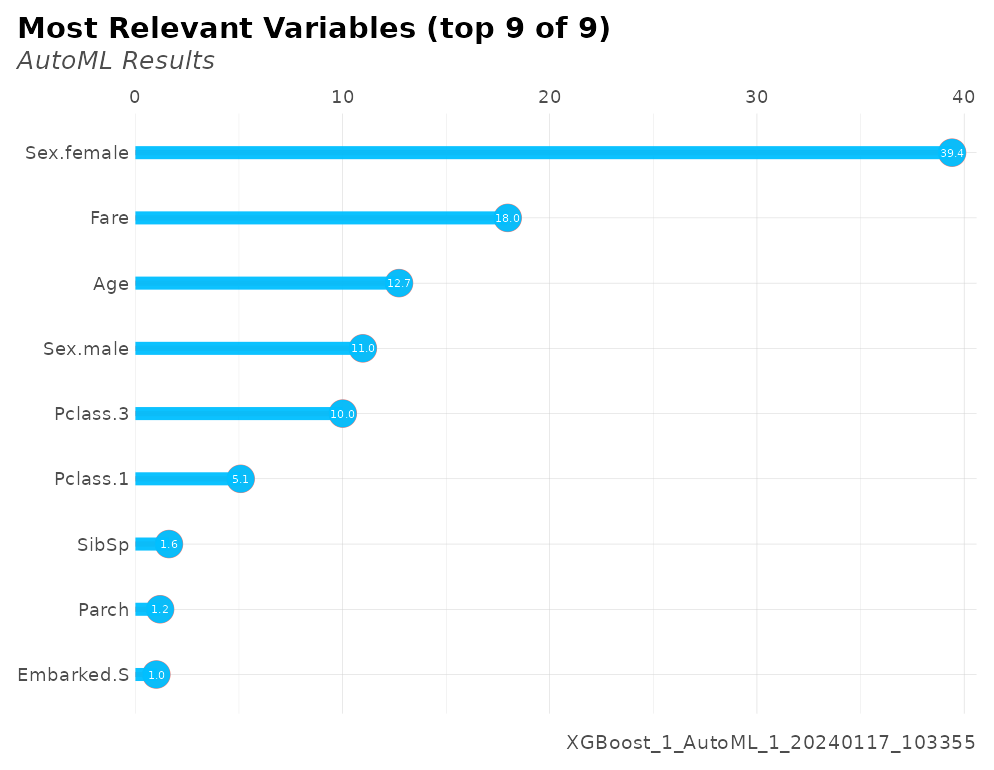 Most Relevant Variables (top 9 of 9)
AutoML Results
0 10 20 30 40
Sex.female 39.4
Fare 18.0
Age 12.7
Sex.male 11.0
Pclass.3 10.0
Pclass.1 5.1
SibSp 1.6
Parch 1.2
Embarked.S 1.0
XGBoost_1_AutoML_1_20240117_103355